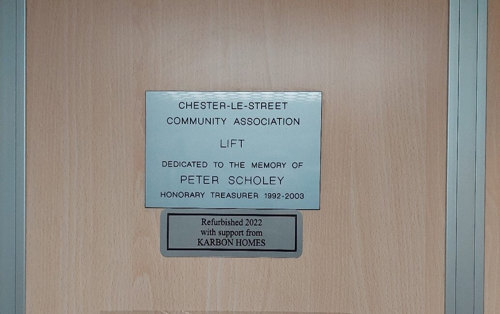 CHESTER-LE-STREET
COMMUNITY ASSOCIATION
LIFT
DEDICATED TO THE MEMORY OF
PETER SCHOLEY
HONORARY TREASURER 1992-2003
Refurbished 2022
with support from
KARBON HOMES